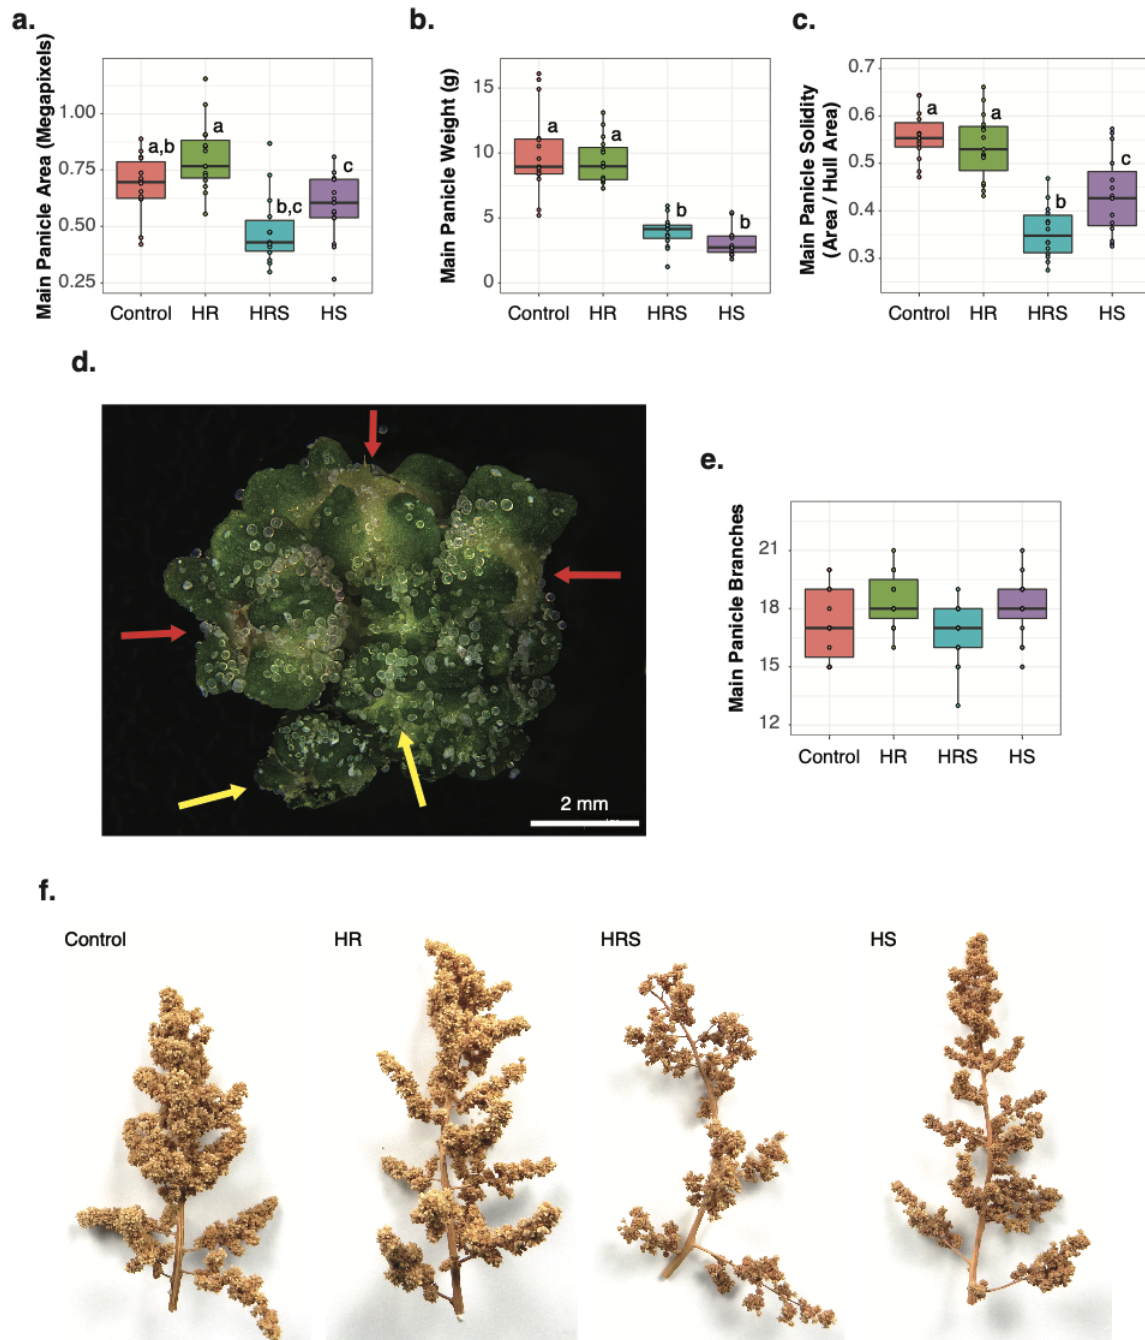 a.
Main Panicle Area (Megapixels)
1.00
0.75
0.50
0.25
a,b
a
b,c
c
Control HR HRS HS
b.
Main Panicle Weight (g)
15
10
5
0
a
a
b
b
Control HR HRS HS
c.
Main Panicle Solidity
(Area / Hull Area)
0.7
0.6
0.5
0.4
0.3
a
a
b
c
Control HR HRS HS
d.
2 mm
e.
Main Panicle Branches
21
18
15
12
Control HR HRS HS
f.
Control HR HRS HS